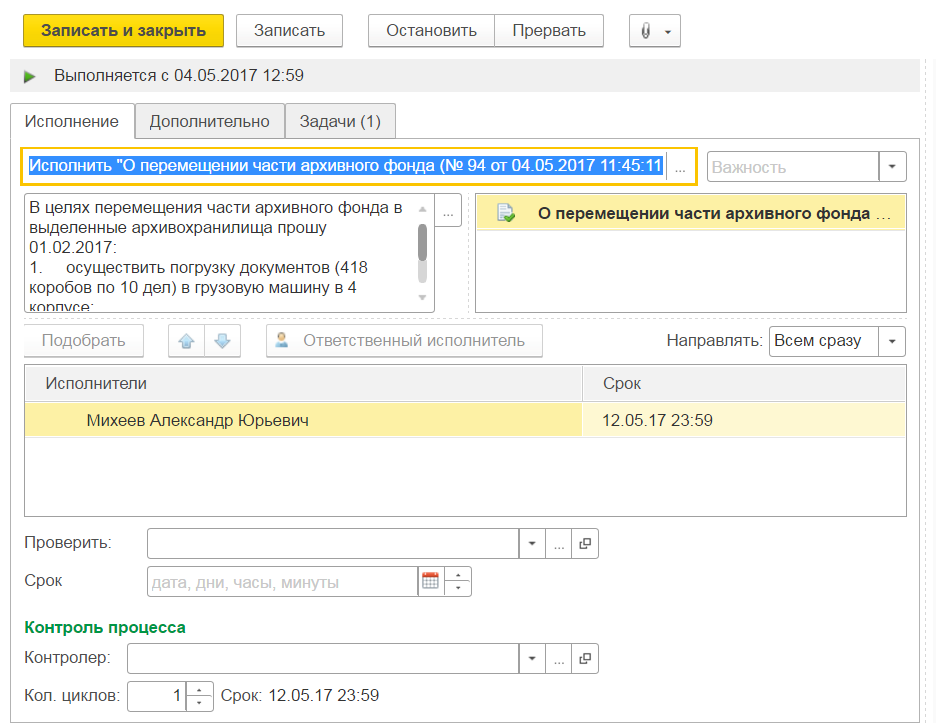 Записать и закрыть Записать Остановить Прервать
Выполняется с 04.05.2017 12:59
Исполнение Дополнительно Задачи (1)
Исполнить "О перемещении части архивного фонда (№ 94 от 04.05.2017 11:45:11 ... Важность
В целях перемещения части архивного фонда в ...
выделенные архивохранилища прошу
01.02.2017:
1. осуществить погрузку документов (418
коробов по 10 дел) в грузовую машину в 4
корпусе:
О перемещении части архивного фонда ...
Подобрать Ответственный исполнитель Направлять: Всем сразу
Исполнители Срок
Михеев Александр Юрьевич 12.05.17 23:59
Проверить: ...
Срок дата, дни, часы, минуты
Контроль процесса
Контролер: ...
Кол. циклов: 1 Срок: 12.05.17 23:59